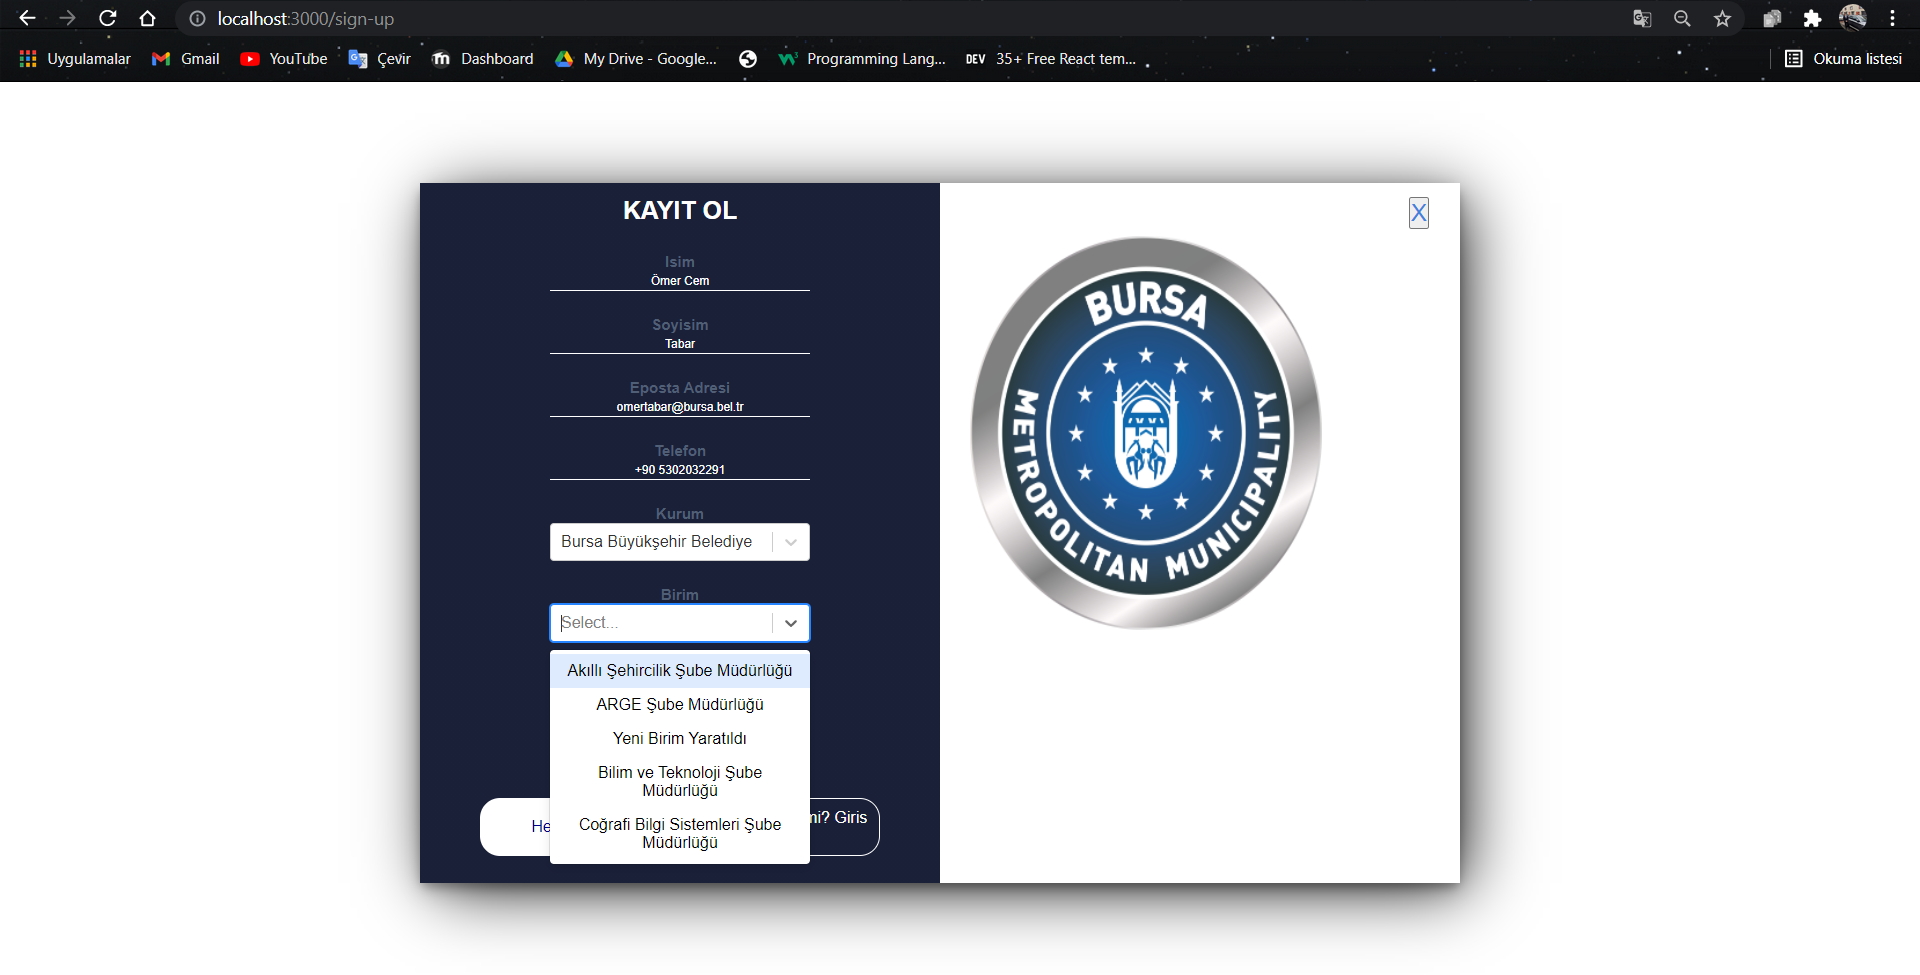 localhost:3000/sign-up
Uygulamalar Gmail YouTube Çevir Dashboard My Drive - Google... Programming Lang... DEV 35+ Free React tem... Okuma listesi
KAYIT OL
X
Isim
Ömer Cem
Soyisim
Tabar
Eposta Adresi
omertabar@bursa.bel.tr
Telefon
+90 5302032291
Kurum
Bursa Büyükşehir Belediye
Birim
Select...
Akıllı Şehircilik Şube Müdürlüğü
ARGE Şube Müdürlüğü
Yeni Birim Yaratıldı
Bilim ve Teknoloji Şube
Müdürlüğü
Coğrafi Bilgi Sistemleri Şube
Müdürlüğü
He
mi? Giris
BURSA
METROPOLITAN MUNICIPALITY